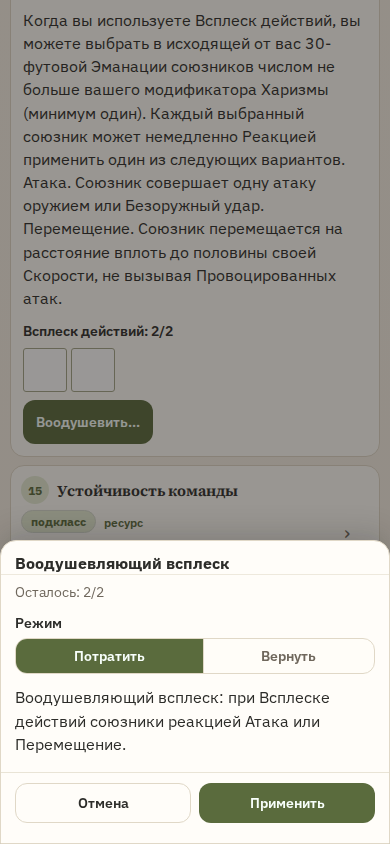 Когда вы используете Всплеск действий, вы
можете выбрать в исходящей от вас 30-
футовой Эманации союзников числом не
больше вашего модификатора Харизмы
(минимум один). Каждый выбранный
союзник может немедленно Реакцией
применить один из следующих вариантов.
Атака. Союзник совершает одну атаку
оружием или Безоружный удар.
Перемещение. Союзник перемещается на
расстояние вплоть до половины своей
Скорости, не вызывая Провоцированных
атак.
Всплеск действий: 2/2
Воодушевить...
15 Устойчивость команды
подкласс ресурс
Воодушевляющий всплеск
Осталось: 2/2
Режим
Потратить Вернуть
Воодушевляющий всплеск: при Всплеске
действий союзники реакцией Атака или
Перемещение.
Отмена Применить